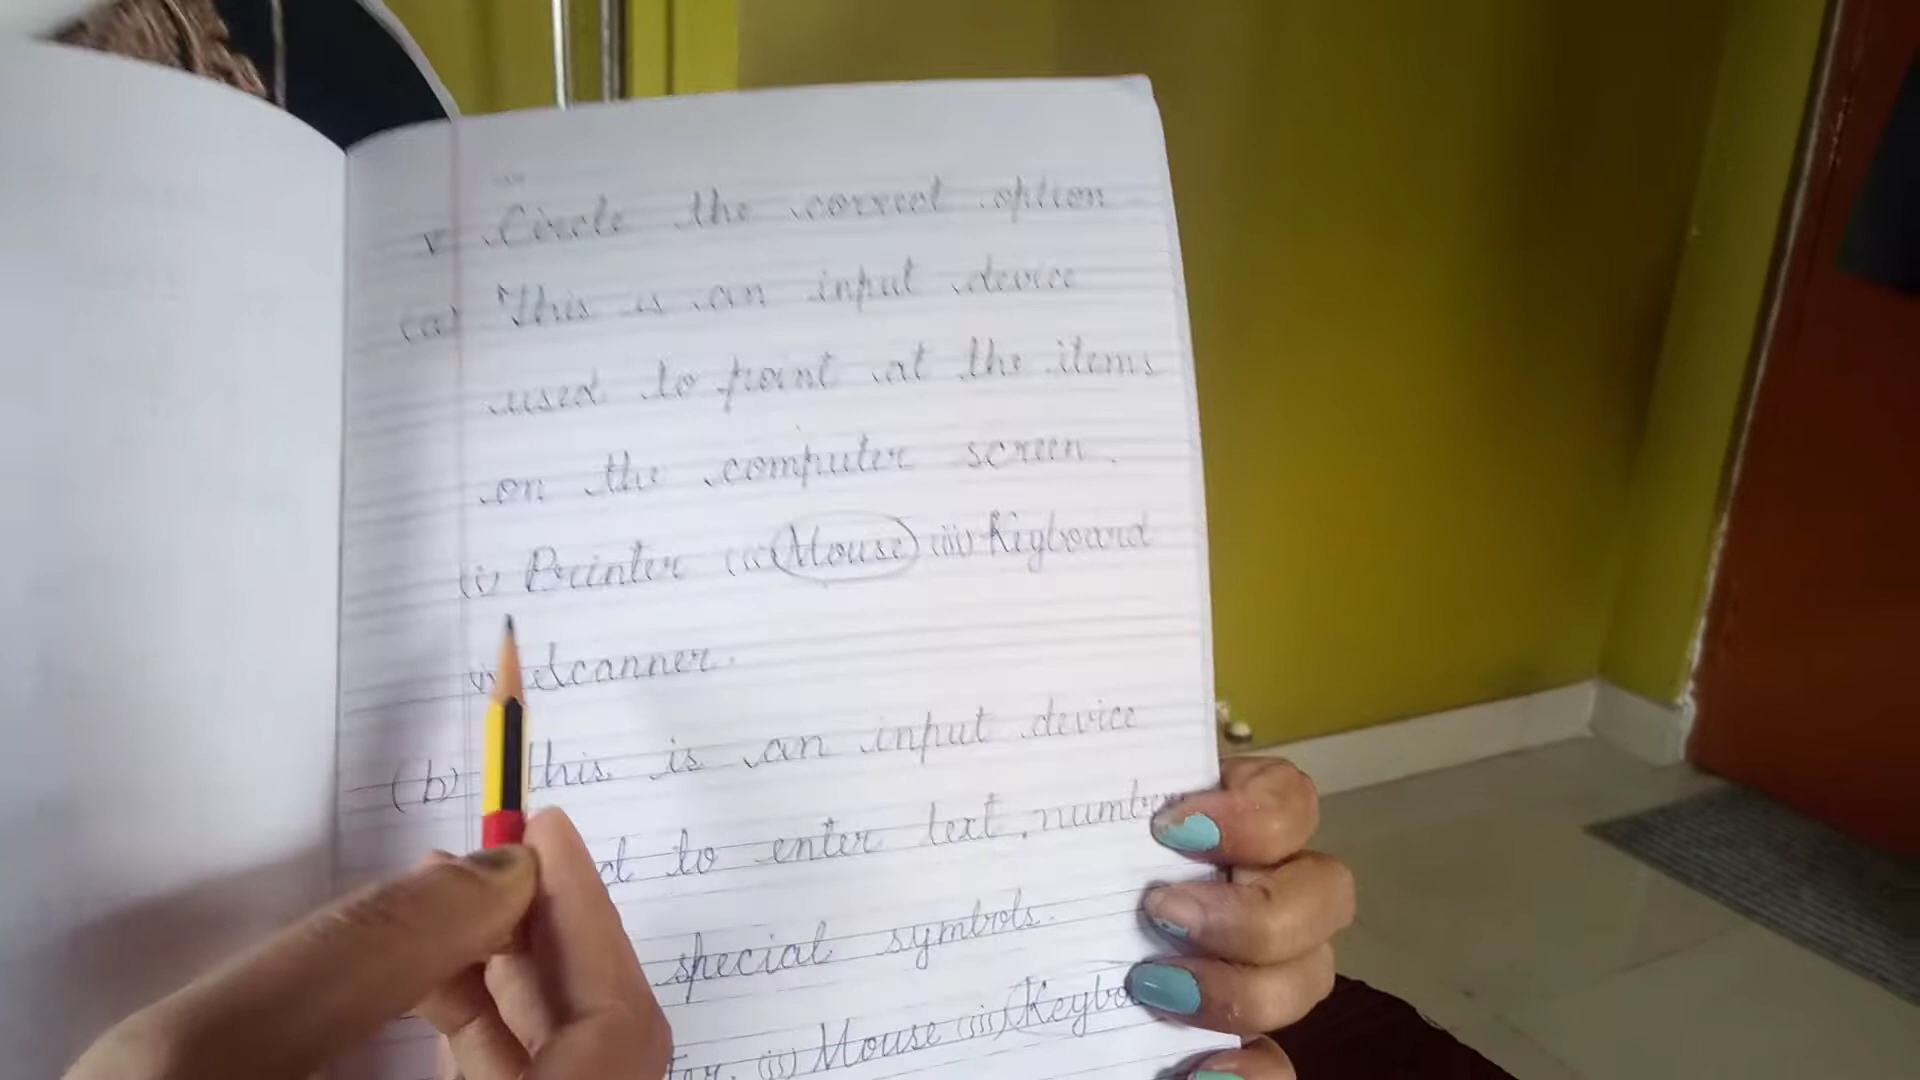 V Circle the correct option
(a) This is an input device
used to point at the items
on the computer screen.
(i) Printer (ii) Mouse (iii) Keyboard
Scanner.
(b) this is an input device
to enter text, number
special symbols.
(ii) Mouse (iii) Keybo